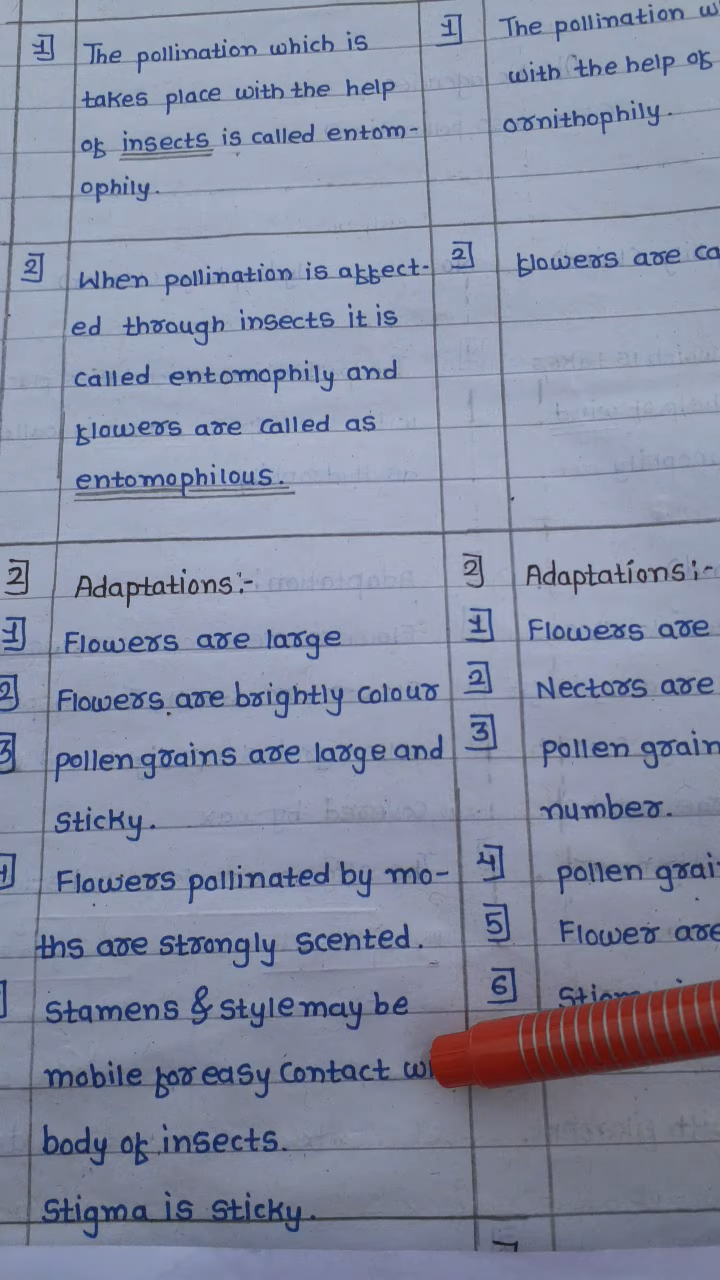 1 The pollination which is
takes place with the help
of insects is called entom-
ophily.
2 When pollination is affect-
ed through insects it is
called entomophily and
flowers are called as
entomophilous.
2 Adaptations:-
1 Flowers are large
2 Flowers are brightly colour
3 pollen grains are large and
sticky.
Flowers pollinated by mo-
ths are strongly scented.
Stamens & style may be
mobile for easy contact
body of insects.
Stigma is sticky.
1 The pollination
with the help of
ornithophily.
2 flowers are
2 Adaptations:-
1 Flowers are
2 Nectors are
3 pollen grain
number.
4 pollen
5 Flower are
6